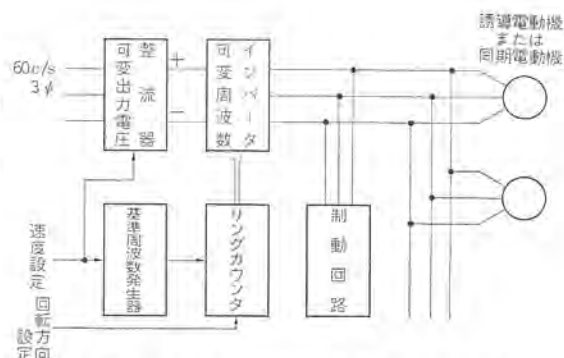 誘導電動機
または
同期電動機
60c/s
3φ
整流器
可変出力電圧
+
−
インバータ
可変周波数
制動回路
基準周波数発生器
リングカウンタ
速度設定
回転方向
設定